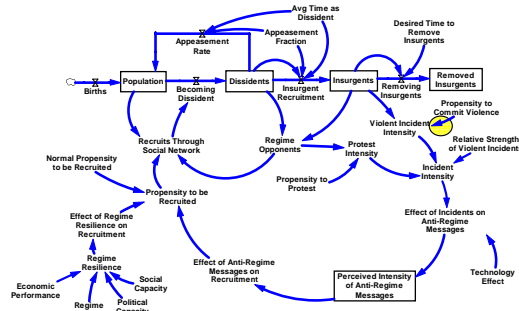 Avg Time as
Dissident
Appeasement
Rate
Appeasement
Fraction
Desired Time to
Remove
Insurgents
Births
Population
Becoming
Dissident
Dissidents
Insurgent
Recruitment
Insurgents
Removing
Insurgents
Removed
Insurgents
Propensity to
Commit Violence
Violent Incident
Intensity
Recruits Through
Social Network
Regime
Opponents
Protest
Intensity
Relative Strength
of Violent Incident
Incident
Intensity
Normal Propensity
to be Recruited
Propensity to be
Recruited
Propensity to
Protest
Effect of Regime
Resilience on
Recruitment
Effect of Incidents on
Anti-Regime
Messages
Regime
Resilience
Effect of Anti-Regime
Messages on
Recruitment
Perceived Intensity
of Anti-Regime
Messages
Technology
Effect
Economic
Performance
Social
Capacity
Regime
Political
Capacity